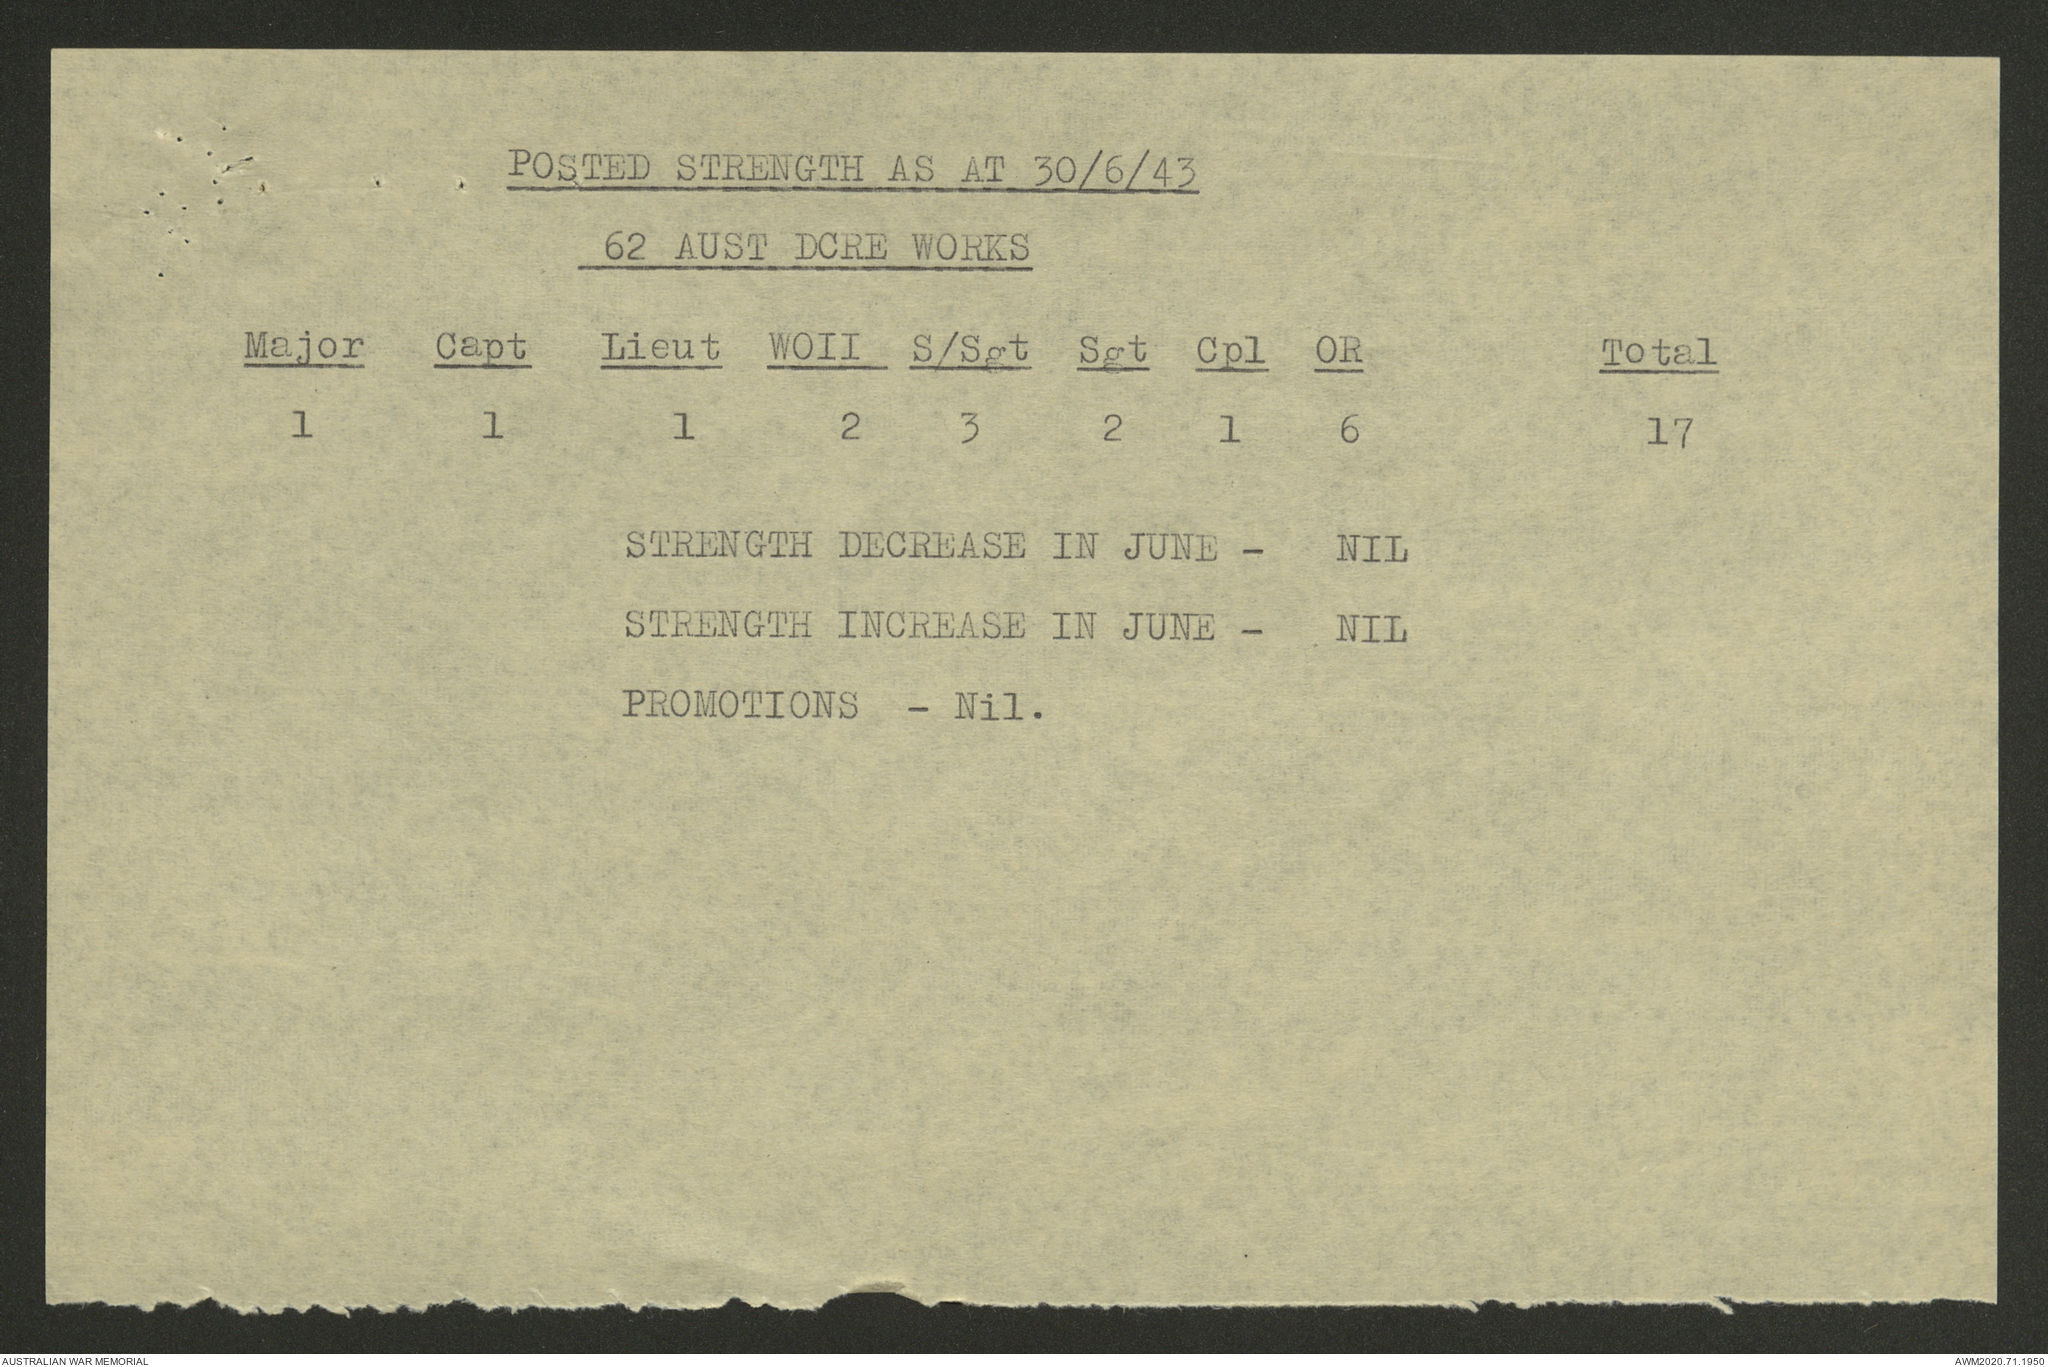 POSTED STRENGTH AS AT 30/6/43
62 AUST DCRE WORKS
Major Capt Lieut WOII S/Sgt Sgt Cpl OR Total
1 1 1 2 3 2 1 6 17
STRENGTH DECREASE IN JUNE - NIL
STRENGTH INCREASE IN JUNE - NIL
PROMOTIONS - Nil.
AUSTRALIAN WAR MEMORIAL AWM2020.71.1950